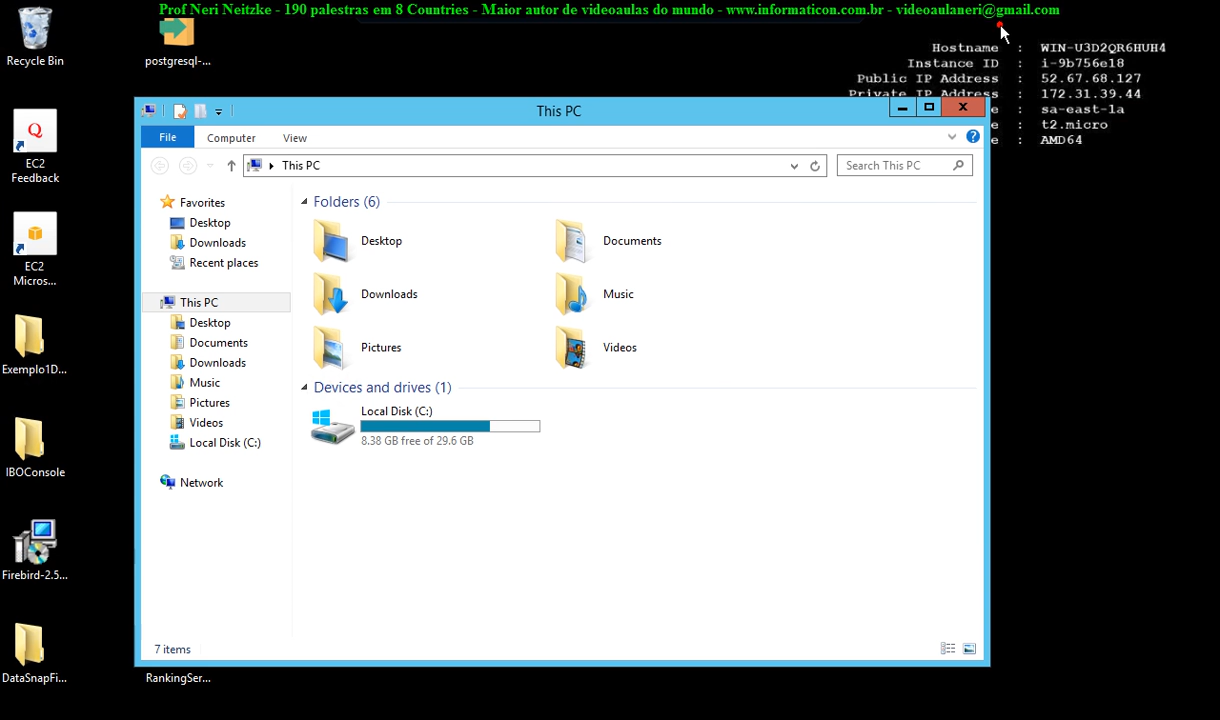 Prof Neri Neitzke - 190 palestras em 8 Countries - Maior autor de videoaulas do mundo - www.informaticon.com.br - videoaulaneri@gmail.com
Recycle Bin
postgresql-...
Hostname : WIN-U3D2QR6HUH4
Instance ID : i-9b756e18
Public IP Address : 52.67.68.127
Private IP Address : 172.31.39.44
e : sa-east-1a
e : t2.micro
e : AMD64
EC2
Feedback
EC2
Micros...
Exemplo1D...
IBOConsole
Firebird-2.5...
DataSnapFi...
RankingSer...
This PC
File
Computer
View
This PC
Search This PC
Favorites
Desktop
Downloads
Recent places
This PC
Desktop
Documents
Downloads
Music
Pictures
Videos
Local Disk (C:)
Network
Folders (6)
Desktop
Documents
Downloads
Music
Pictures
Videos
Devices and drives (1)
Local Disk (C:)
8.38 GB free of 29.6 GB
7 items